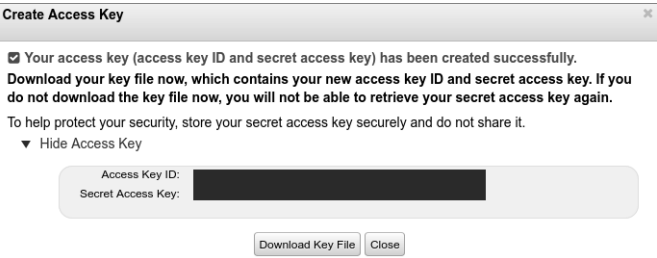 Create Access Key
Your access key (access key ID and secret access key) has been created successfully.
Download your key file now, which contains your new access key ID and secret access key. If you
do not download the key file now, you will not be able to retrieve your secret access key again.
To help protect your security, store your secret access key securely and do not share it.
Hide Access Key
Access Key ID:
Secret Access Key:
Download Key File Close